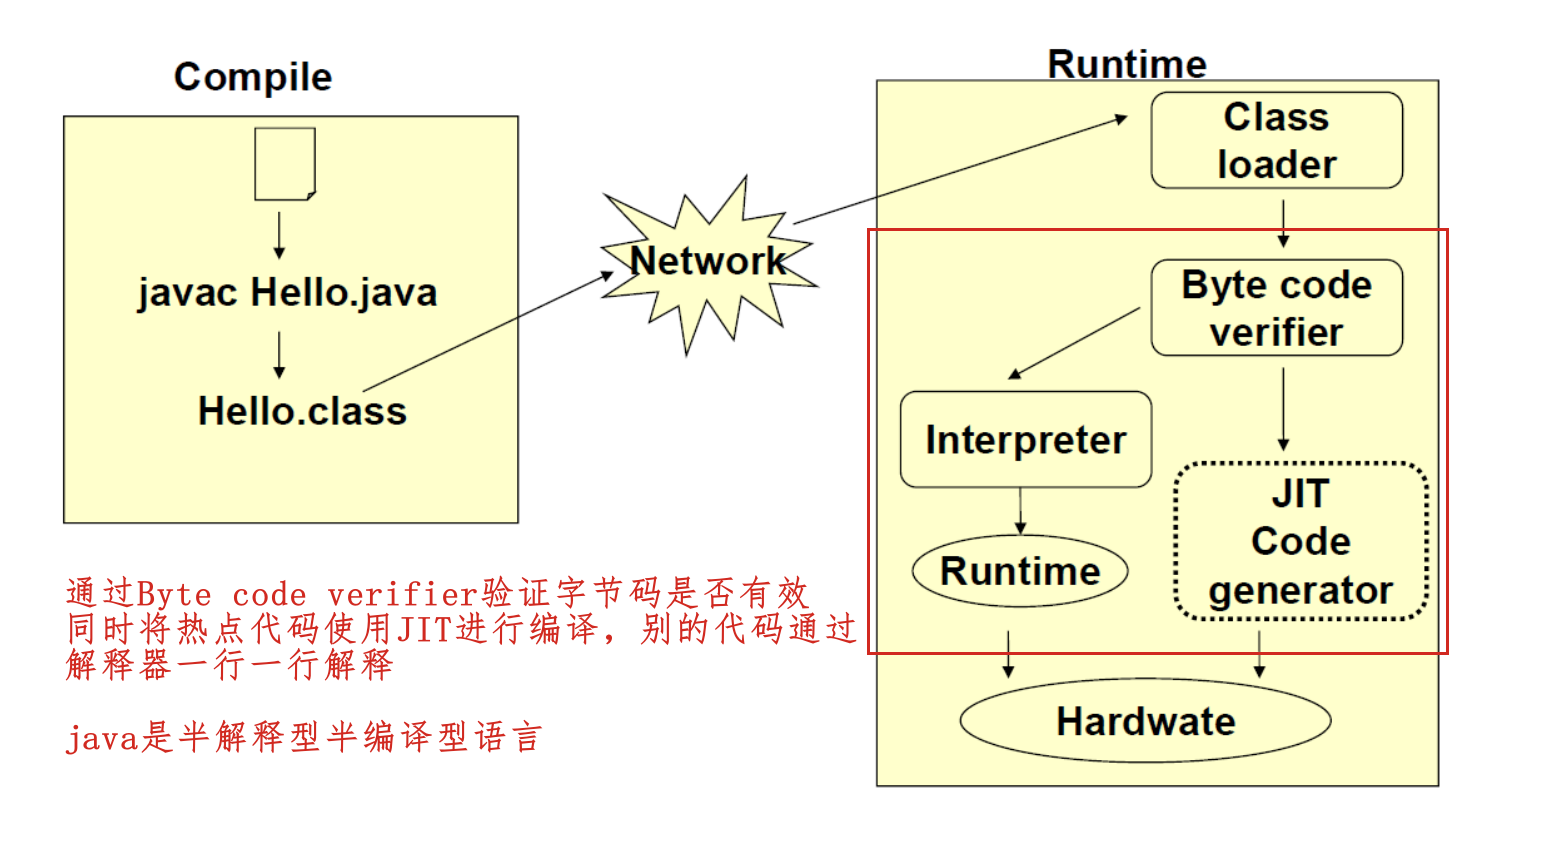 Compile
javac Hello.java
Hello.class
Network
Runtime
Class
loader
Byte code
verifier
Interpreter
Runtime
JIT
Code
generator
Hardwate
通过Byte code verifier验证字节码是否有效
同时将热点代码使用JIT进行编译，别的代码通过
解释器一行一行解释
java是半解释型半编译型语言